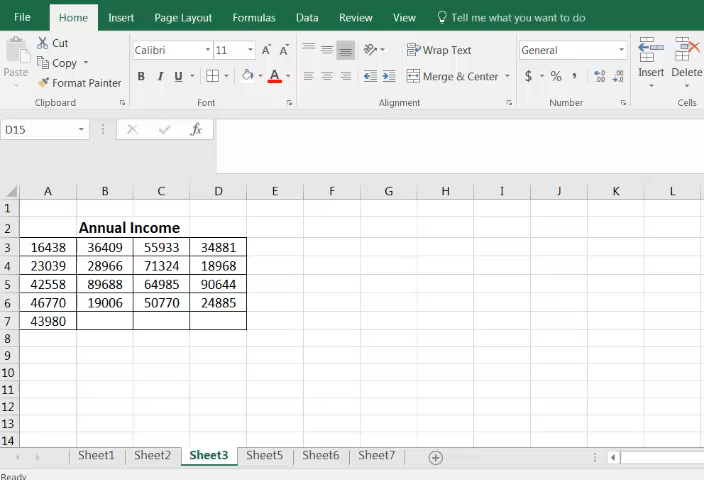 File Home Insert Page Layout Formulas Data Review View Tell me what you want to do
Paste Cut Copy Format Painter Clipboard
Calibri 11 A A B I U A Font
Wrap Text Merge & Center Alignment
General $ % , .0 .00 .00 .0 Number
Insert Delete Cells
D15 fx
A B C D E F G H I J K L
1
2 Annual Income
3 16438 36409 55933 34881
4 23039 28966 71324 18968
5 42558 89688 64985 90644
6 46770 19006 50770 24885
7 43980
8
9
10
11
12
13
14
Sheet1 Sheet2 Sheet3 Sheet5 Sheet6 Sheet7
Ready